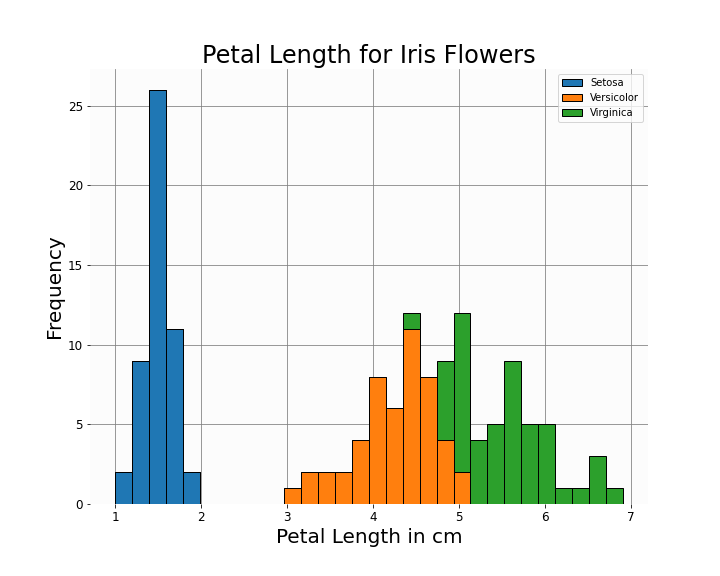 Petal Length for Iris Flowers
Setosa
Versicolor
Virginica
Frequency
25
20
15
10
5
0
1 2 3 4 5 6 7
Petal Length in cm